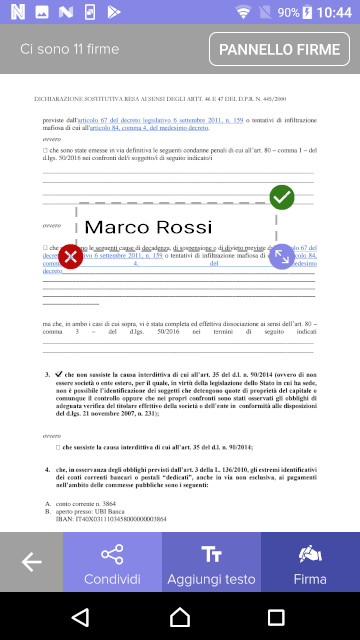 90% 10:44
Ci sono 11 firme
PANNELLO FIRME
DICHIARAZIONE SOSTITUTIVA RESA AI SENSI DEGLI ARTT. 46 E 47 DEL D.P.R. N. 445/2000
previste dall'articolo 67 del decreto legislativo 6 settembre 2011, n. 159 o tentativi di infiltrazione
mafiosa di cui all'articolo 84, comma 4, del medesimo decreto.
ovvero
□ che sono state emesse in via definitiva le seguenti condanne penali di cui all'art. 80 – comma 1 – del
d.lgs. 50/2016 nei confronti del/i soggetto/i di seguito indicato/i
Marco Rossi
ovvero
□ che le seguenti cause di decadenza, di sospensione o di divieto previste 67 del
6 settembre 2011, n. 159 o tentativi di infiltrazione mafiosa di 84,
4, del medesimo
decreto
ma che, in ambo i casi di cui sopra, vi è stata completa ed effettiva dissociazione ai sensi dell'art. 80 –
comma 3 – del d.lgs. 50/2016 nei termini di seguito indicati
3. ✔ che non sussiste la causa interdittiva di cui all'art. 35 del d.l. n. 90/2014 (ovvero di non
essere società o ente estero, per il quale, in virtù della legislazione dello Stato in cui ha sede,
non è possibile l'identificazione dei soggetti che detengono quote di proprietà del capitale o
comunque il controllo oppure che nei propri confronti sono stati osservati gli obblighi di
adeguata verifica del titolare effettivo della società o dell'ente in conformità alle disposizioni
del d.lgs. 21 novembre 2007, n. 231);
ovvero
□ che sussiste la causa interdittiva di cui all'art. 35 del d.l. n. 90/2014;
4. che, in osservanza degli obblighi previsti dall'art. 3 della L. 136/2010, gli estremi identificativi
dei conti correnti bancari o postali "dedicati", anche in via non esclusiva, ai pagamenti
nell'ambito delle commesse pubbliche sono i seguenti:
A. conto corrente n. 3864
B. aperto presso: UBI Banca
IBAN: IT40X0311103458000000003864
Condividi
Aggiungi testo
Firma